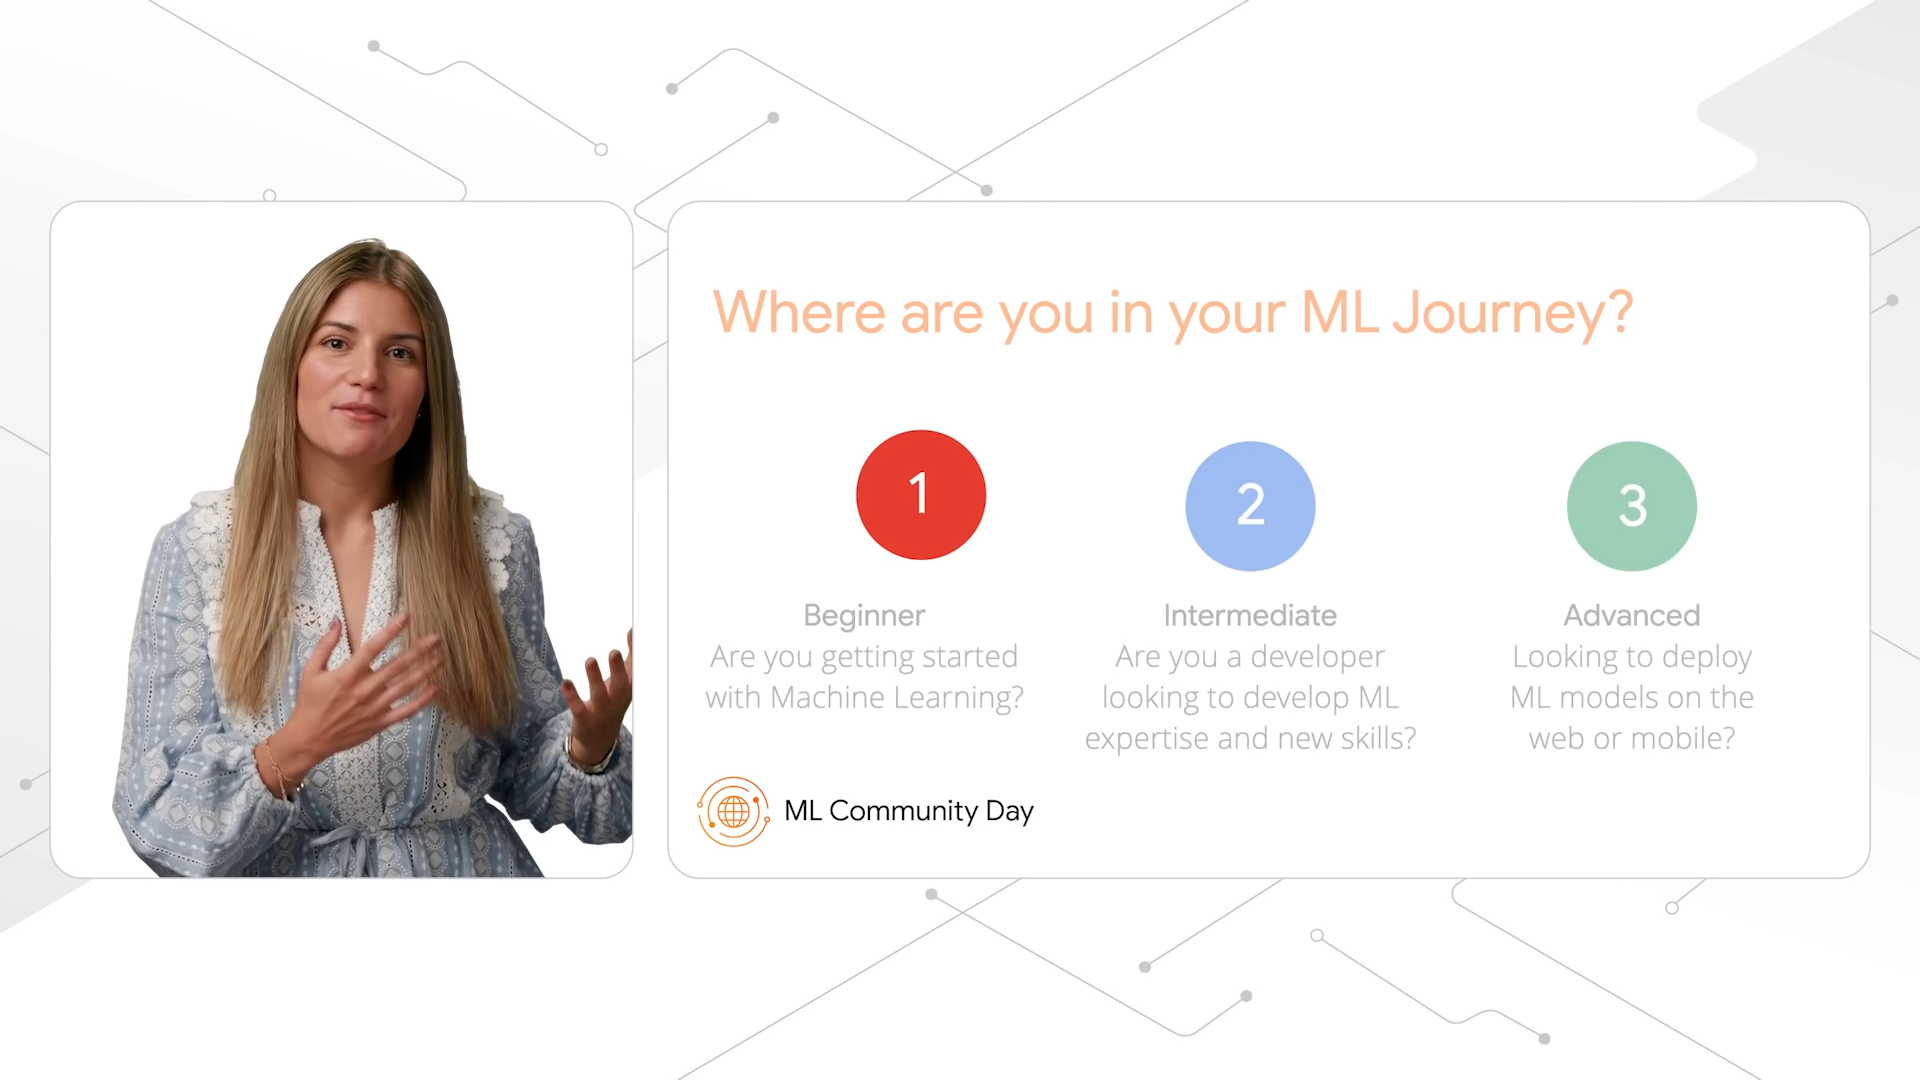 Where are you in your ML Journey?
1
2
3
Beginner
Are you getting started
with Machine Learning?
Intermediate
Are you a developer
looking to develop ML
expertise and new skills?
Advanced
Looking to deploy
ML models on the
web or mobile?
ML Community Day